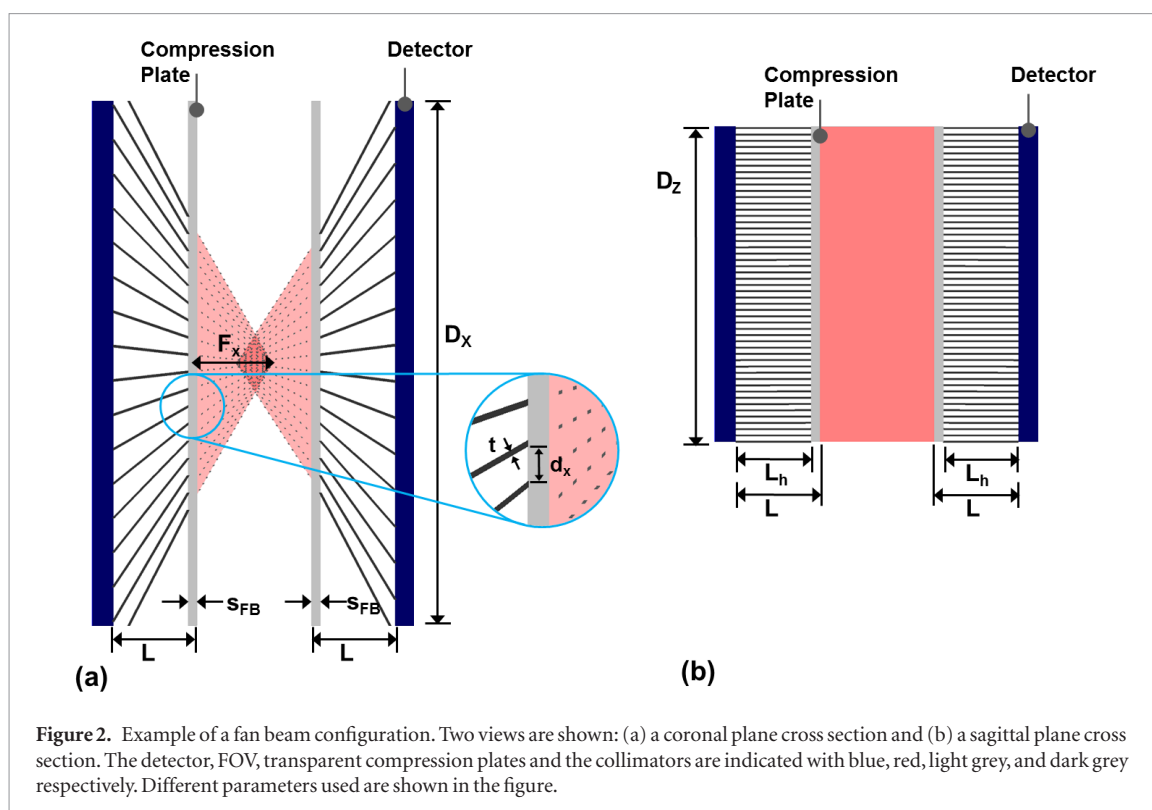 Compression
Plate
Detector
F_x
D_X
t
d_x
s_FB
s_FB
L
L
(a)
Compression
Plate
Detector
D_Z
L_h
L_h
L
L
(b)
Figure 2. Example of a fan beam configuration. Two views are shown: (a) a coronal plane cross section and (b) a sagittal plane cross
section. The detector, FOV, transparent compression plates and the collimators are indicated with blue, red, light grey, and dark grey
respectively. Different parameters used are shown in the figure.